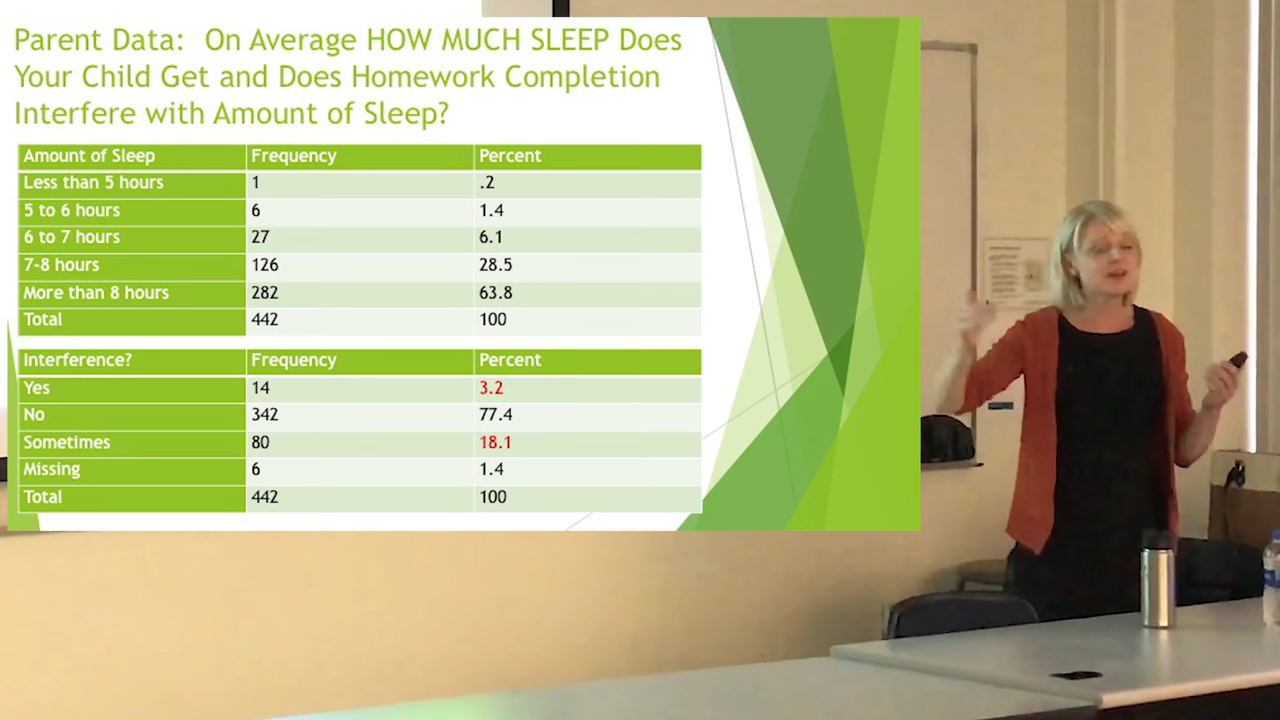 Parent Data: On Average HOW MUCH SLEEP Does
Your Child Get and Does Homework Completion
Interfere with Amount of Sleep?
Amount of Sleep Frequency Percent
Less than 5 hours 1 .2
5 to 6 hours 6 1.4
6 to 7 hours 27 6.1
7-8 hours 126 28.5
More than 8 hours 282 63.8
Total 442 100
Interference? Frequency Percent
Yes 14 3.2
No 342 77.4
Sometimes 80 18.1
Missing 6 1.4
Total 442 100